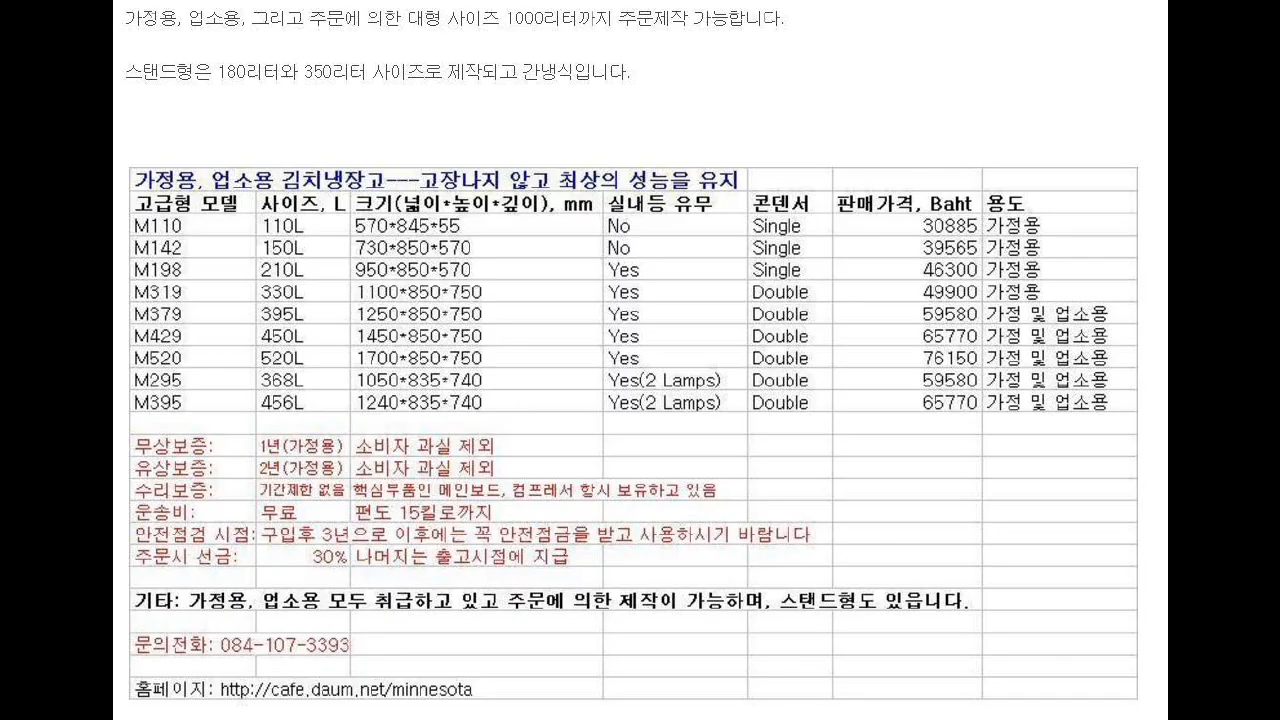 가정용, 업소용, 그리고 주문에 의한 대형 사이즈 1000리터까지 주문제작 가능합니다.
스탠드형은 180리터와 350리터 사이즈로 제작되고 간냉식입니다.
가정용, 업소용 김치냉장고---고장나지 않고 최상의 성능을 유지
고급형 모델 사이즈, L 크기(넓이*높이*깊이), mm 실내등 유무 콘덴서 판매가격, Baht 용도
M110 110L 570*845*55 No Single 30885 가정용
M142 150L 730*850*570 No Single 39565 가정용
M198 210L 950*850*570 Yes Single 46300 가정용
M319 330L 1100*850*750 Yes Double 49900 가정용
M379 395L 1250*850*750 Yes Double 59580 가정 및 업소용
M429 450L 1450*850*750 Yes Double 65770 가정 및 업소용
M520 520L 1700*850*750 Yes Double 76150 가정 및 업소용
M295 368L 1050*835*740 Yes(2 Lamps) Double 59580 가정 및 업소용
M395 456L 1240*835*740 Yes(2 Lamps) Double 65770 가정 및 업소용
무상보증: 1년(가정용) 소비자 과실 제외
유상보증: 2년(가정용) 소비자 과실 제외
수리보증: 기간제한 없음 핵심부품인 메인보드, 컴프레서 항시 보유하고 있음
운송비: 무료 편도 15킬로까지
안전점검 시점: 구입후 3년으로 이후에는 꼭 안전점금을 받고 사용하시기 바랍니다
주문시 선금: 30% 나머지는 출고시점에 지급
기타: 가정용, 업소용 모두 취급하고 있고 주문에 의한 제작이 가능하며, 스탠드형도 있읍니다.
문의전화: 084-107-3393
홈페이지: http://cafe.daum.net/minnesota